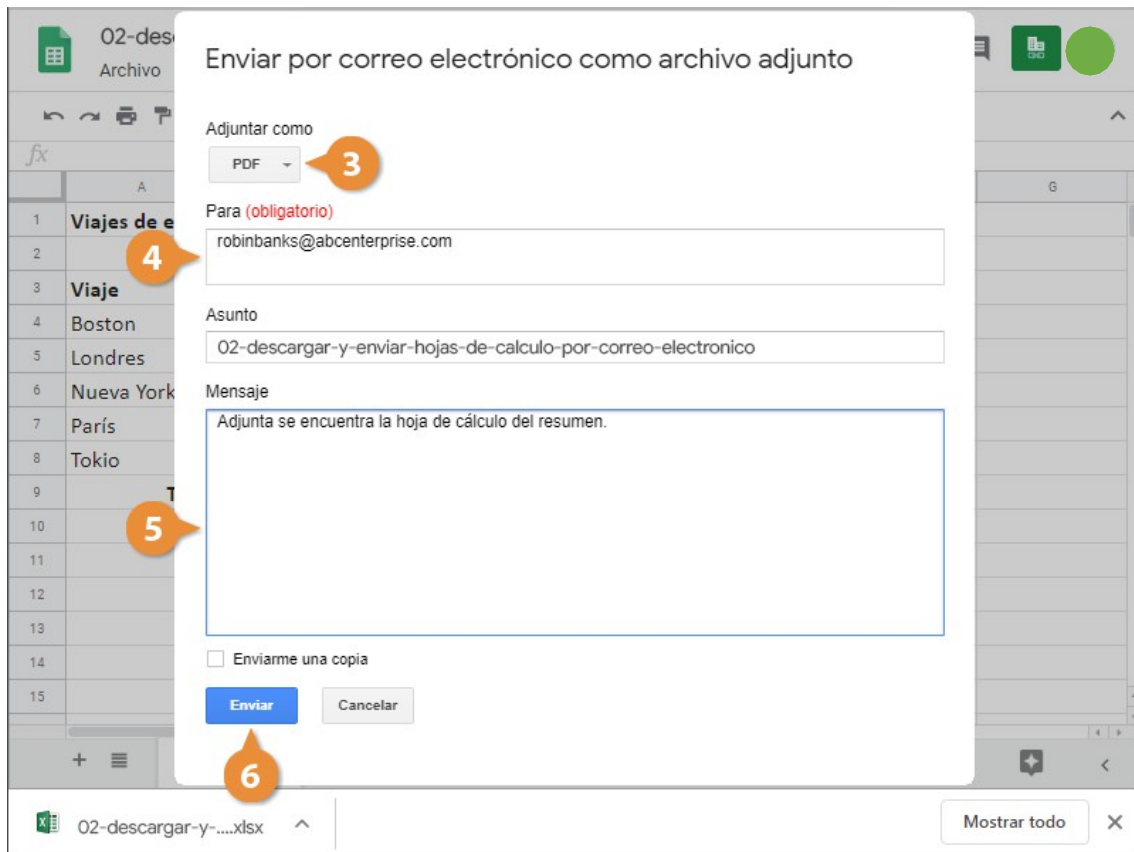 02-des
Archivo
Enviar por correo electrónico como archivo adjunto
Adjuntar como
PDF
3
Para (obligatorio)
robinbanks@abcenterprise.com
4
Asunto
02-descargar-y-enviar-hojas-de-calculo-por-correo-electronico
Mensaje
Adjunta se encuentra la hoja de cálculo del resumen.
5
Enviarme una copia
Enviar
Cancelar
6
fx
A
G
1 Viajes de e
2
3 Viaje
4 Boston
5 Londres
6 Nueva York
7 París
8 Tokio
9 T
10
11
12
13
14
15
02-descargar-y-....xlsx
Mostrar todo